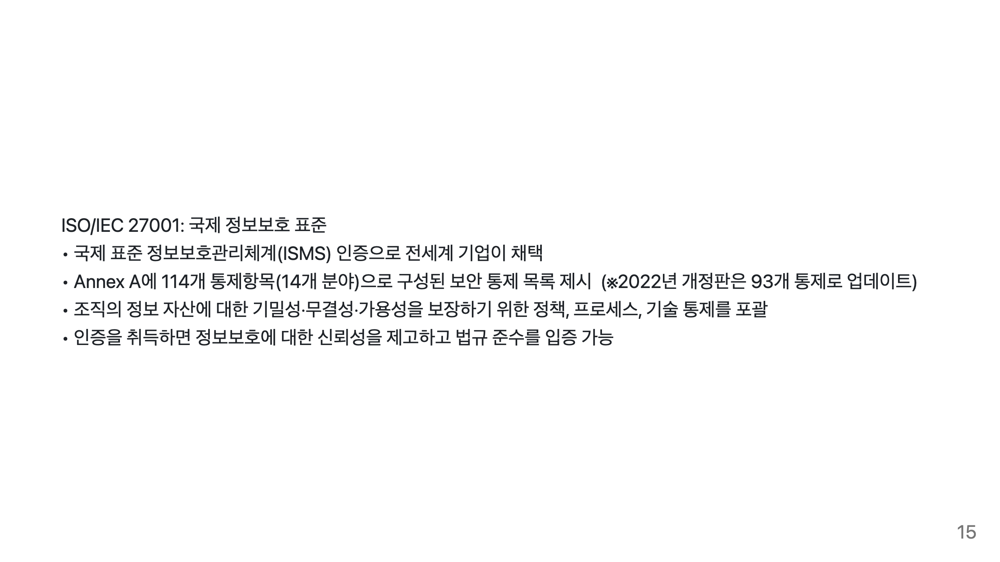 ISO/IEC 27001: 국제 정보보호 표준
• 국제 표준 정보보호관리체계(ISMS) 인증으로 전세계 기업이 채택
• Annex A에 114개 통제항목(14개 분야)으로 구성된 보안 통제 목록 제시 (※2022년 개정판은 93개 통제로 업데이트)
• 조직의 정보 자산에 대한 기밀성·무결성·가용성을 보장하기 위한 정책, 프로세스, 기술 통제를 포괄
• 인증을 취득하면 정보보호에 대한 신뢰성을 제고하고 법규 준수를 입증 가능
15